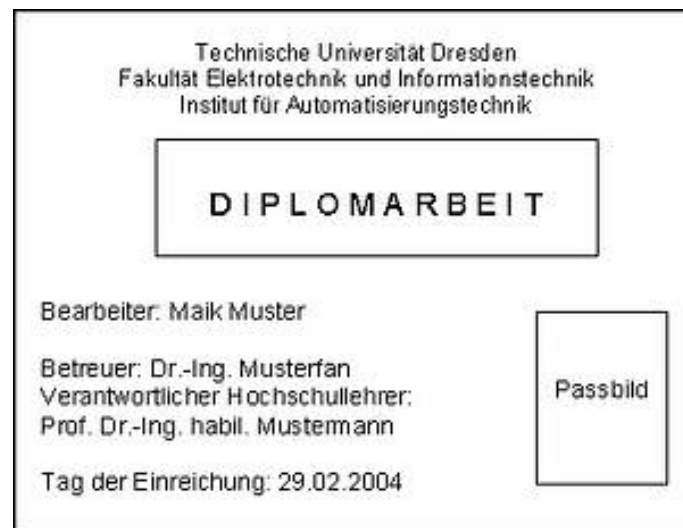 Technische Universität Dresden
Fakultät Elektrotechnik und Informationstechnik
Institut für Automatisierungstechnik
DIPLOMARBEIT
Bearbeiter: Maik Muster
Betreuer: Dr.-Ing. Musterfan
Verantwortlicher Hochschullehrer:
Prof. Dr.-Ing. habil. Mustermann
Passbild
Tag der Einreichung: 29.02.2004